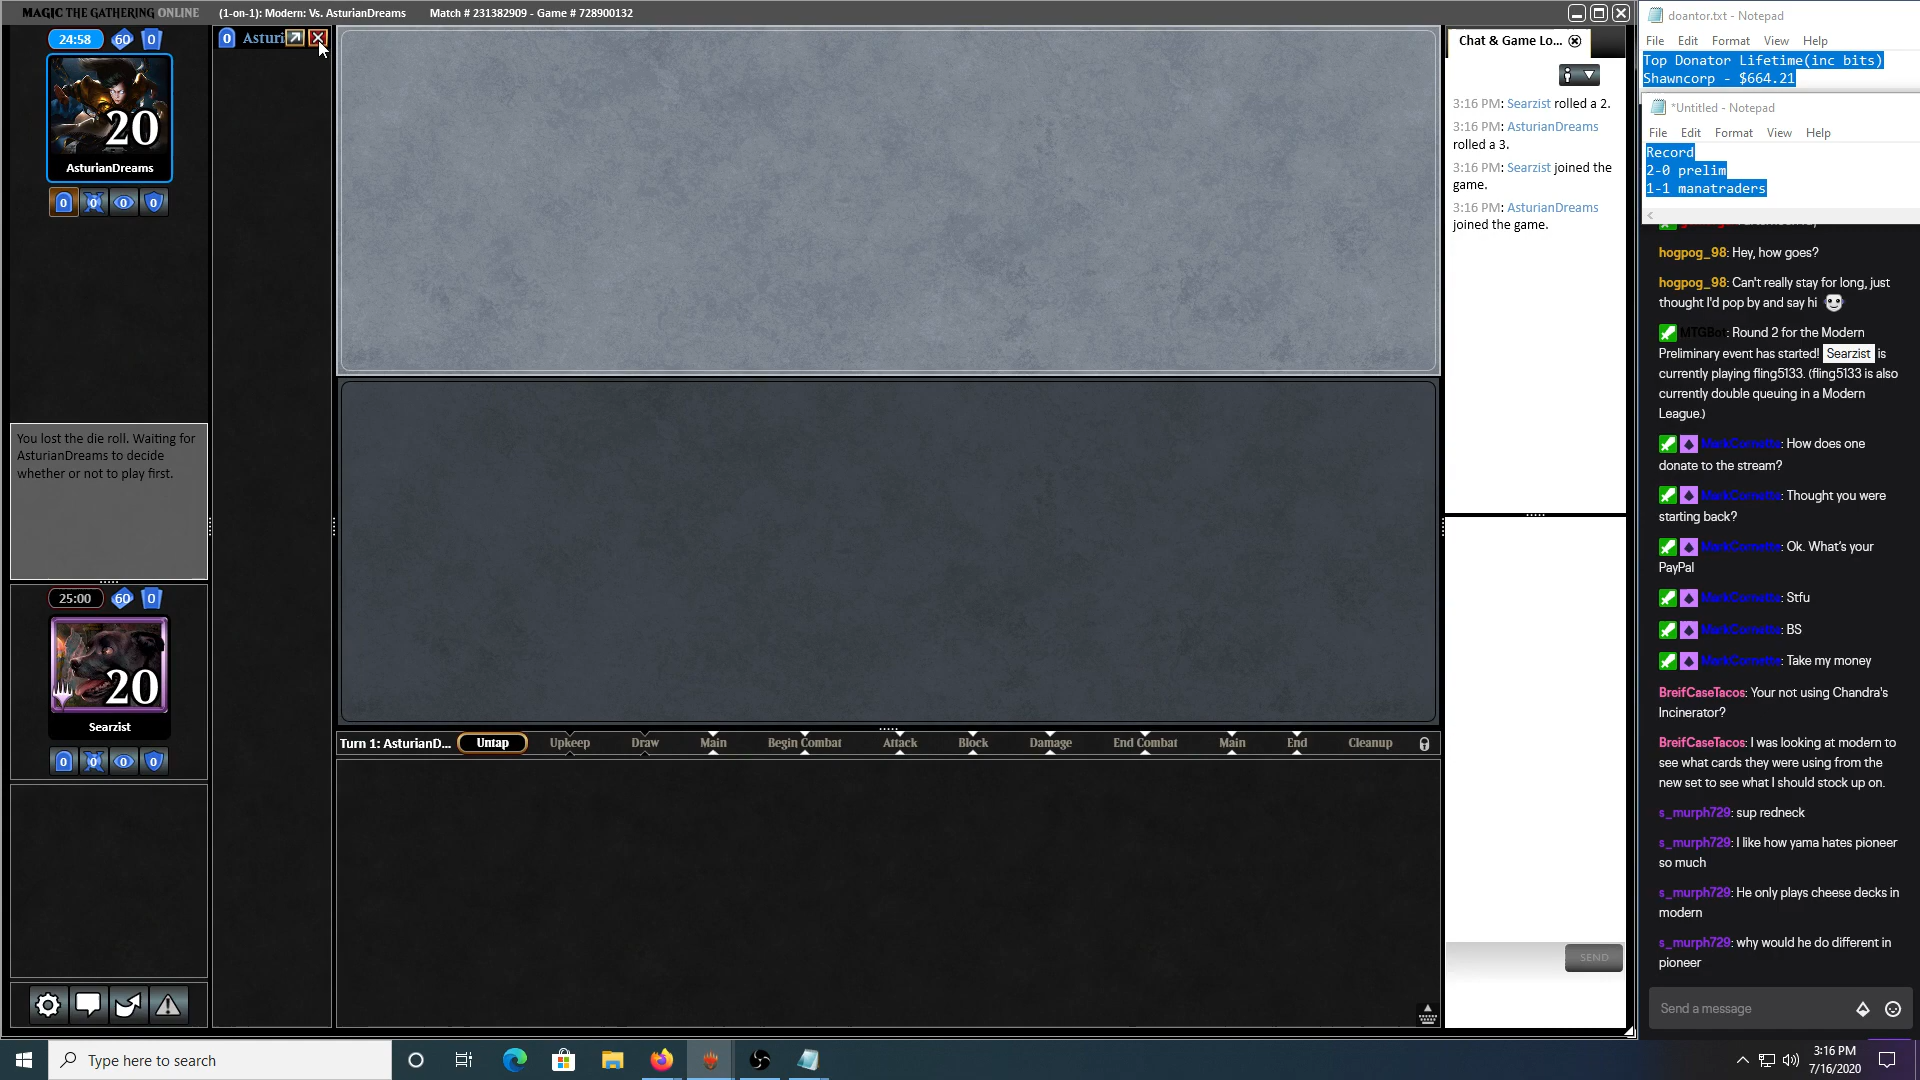 MAGIC THE GATHERING ONLINE (1-on-1): Modern: Vs. AsturianDreams Match # 231382909 - Game # 728900132
24:58 60 0
20
AsturianDreams
0 0 0 0
0 Asturi
You lost the die roll. Waiting for
AsturianDreams to decide
whether or not to play first.
25:00 60 0
20
Searzist
0 0 0 0
Turn 1: AsturianD... Untap Upkeep Draw Main Begin Combat Attack Block Damage End Combat Main End Cleanup
Chat & Game Lo...
3:16 PM: Searzist rolled a 2.
3:16 PM: AsturianDreams
rolled a 3.
3:16 PM: Searzist joined the
game.
3:16 PM: AsturianDreams
joined the game.
SEND
doantor.txt - Notepad
File Edit Format View Help
Top Donator Lifetime(inc bits)
Shawncorp - $664.21
*Untitled - Notepad
File Edit Format View Help
Record
2-0 prelim
1-1 manatraders
hogpog_98: Hey, how goes?
hogpog_98: Can't really stay for long, just
thought I'd pop by and say hi
MTGBot: Round 2 for the Modern
Preliminary event has started! Searzist is
currently playing fling5133. (fling5133 is also
currently double queuing in a Modern
League.)
MarkCornette: How does one
donate to the stream?
MarkCornette: Thought you were
starting back?
MarkCornette: Ok. What's your
PayPal
MarkCornette: Stfu
MarkCornette: BS
MarkCornette: Take my money
BreifCaseTacos: Your not using Chandra's
Incinerator?
BreifCaseTacos: I was looking at modern to
see what cards they were using from the
new set to see what I should stock up on.
s_murph729: sup redneck
s_murph729: I like how yama hates pioneer
so much
s_murph729: He only plays cheese decks in
modern
s_murph729: why would he do different in
pioneer
Send a message
Type here to search
3:16 PM
7/16/2020